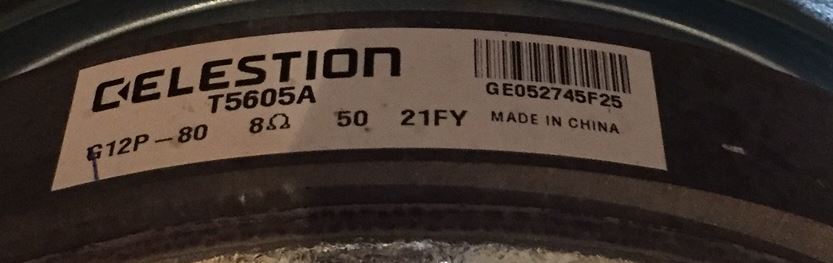 CELESTION
T5605A
G12P-80 8Ω 50 21FY
GE052745F25
MADE IN CHINA